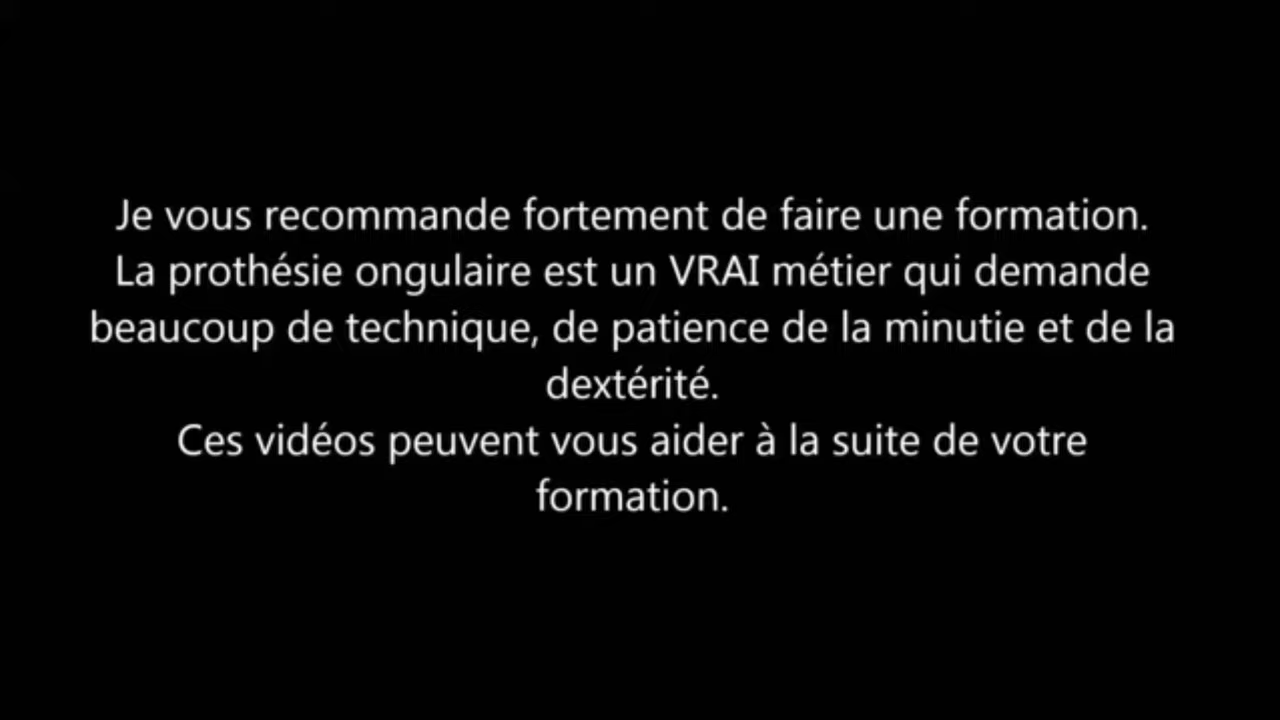 Je vous recommande fortement de faire une formation.
La prothésie ongulaire est un VRAI métier qui demande
beaucoup de technique, de patience de la minutie et de la
dextérité.
Ces vidéos peuvent vous aider à la suite de votre
formation.